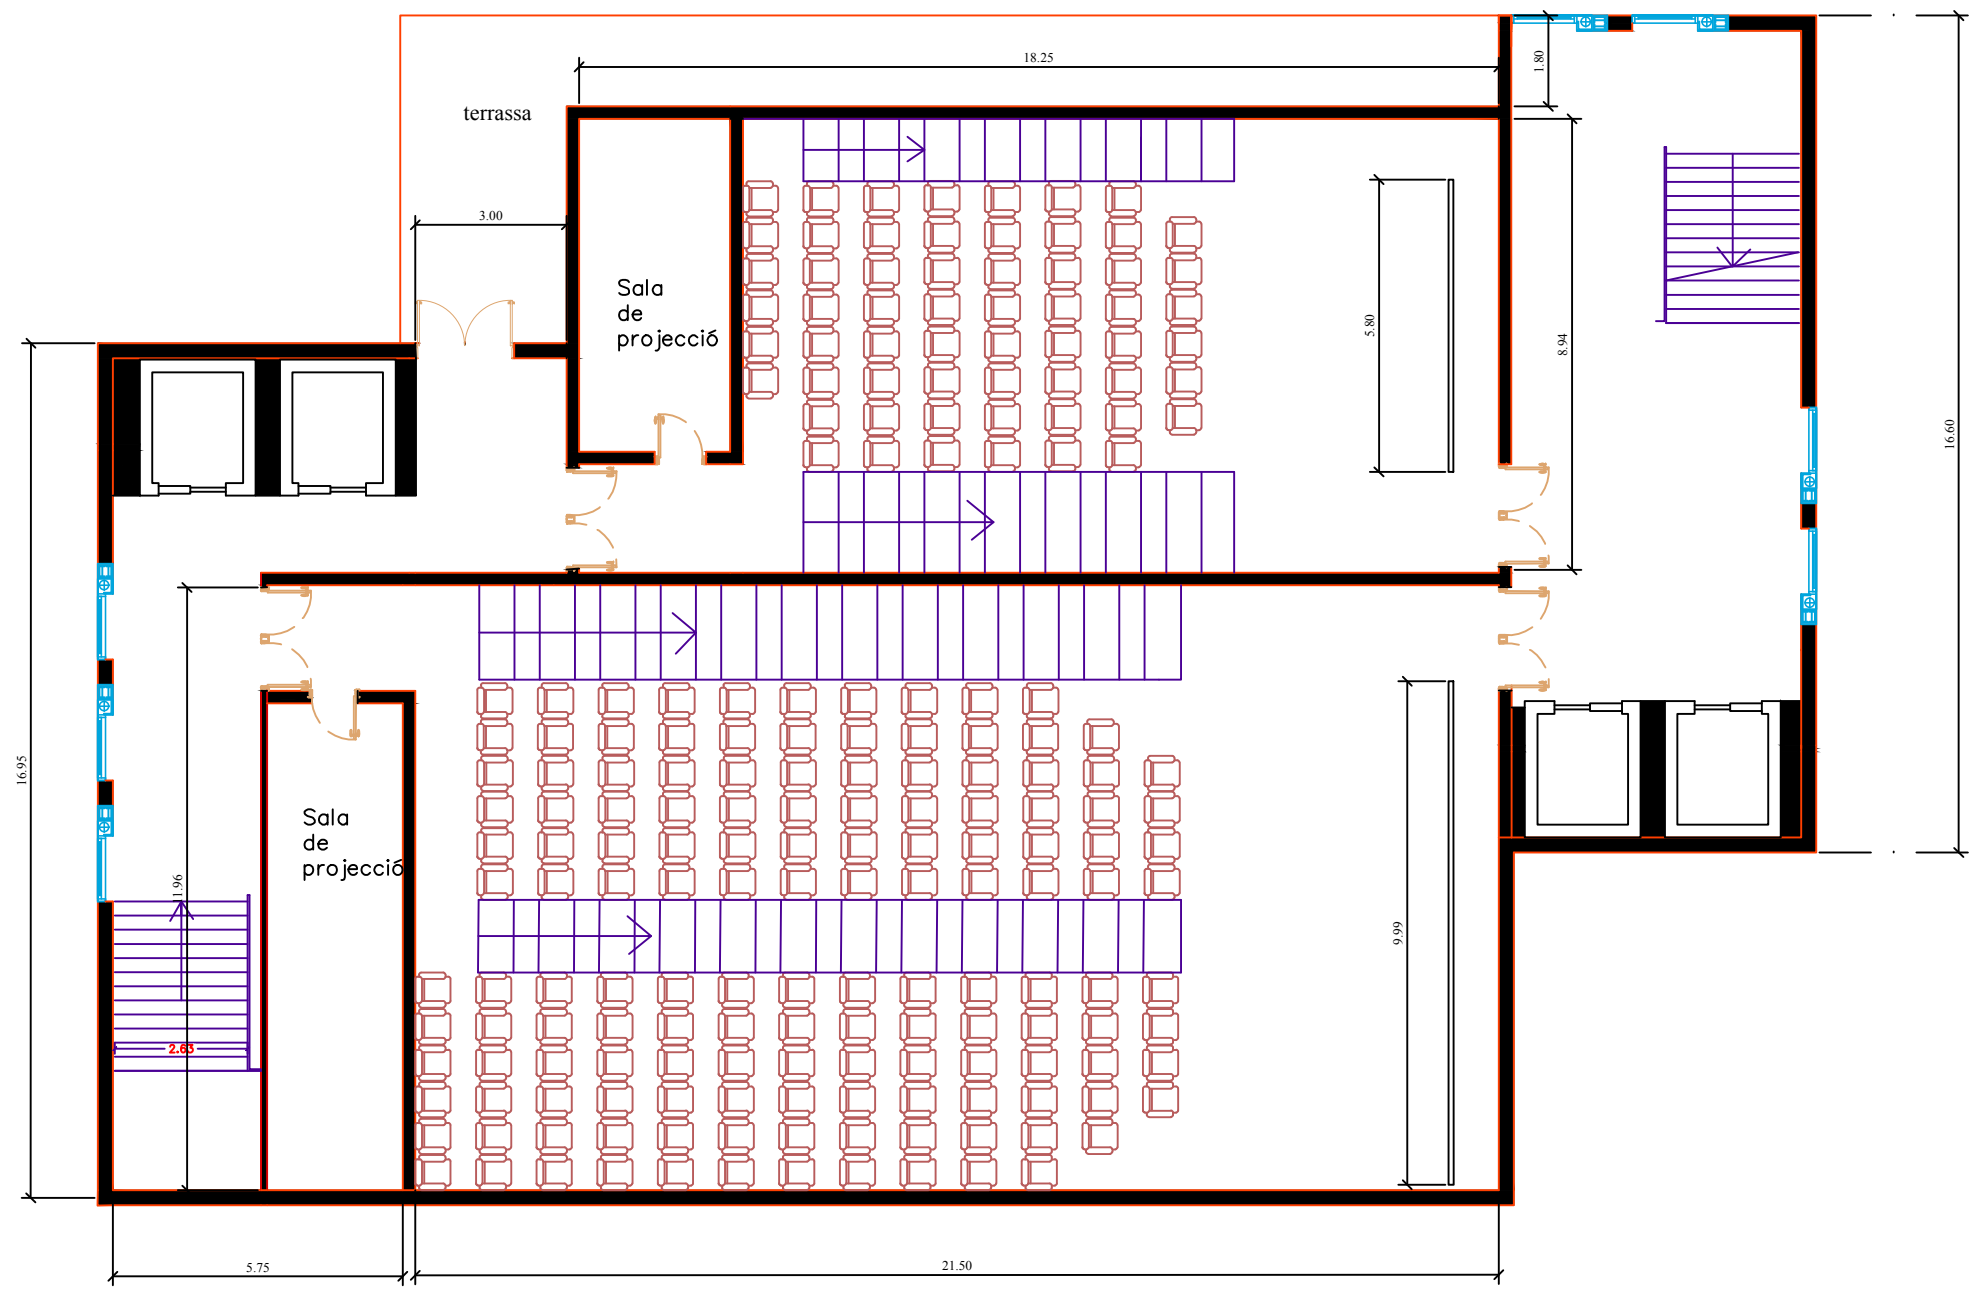 18.25
1.80
terrassa
3.00
Sala
de
projecció
5.80
8.94
16.60
16.95
Sala
de
projecció
11.96
9.99
2.63
5.75
21.50